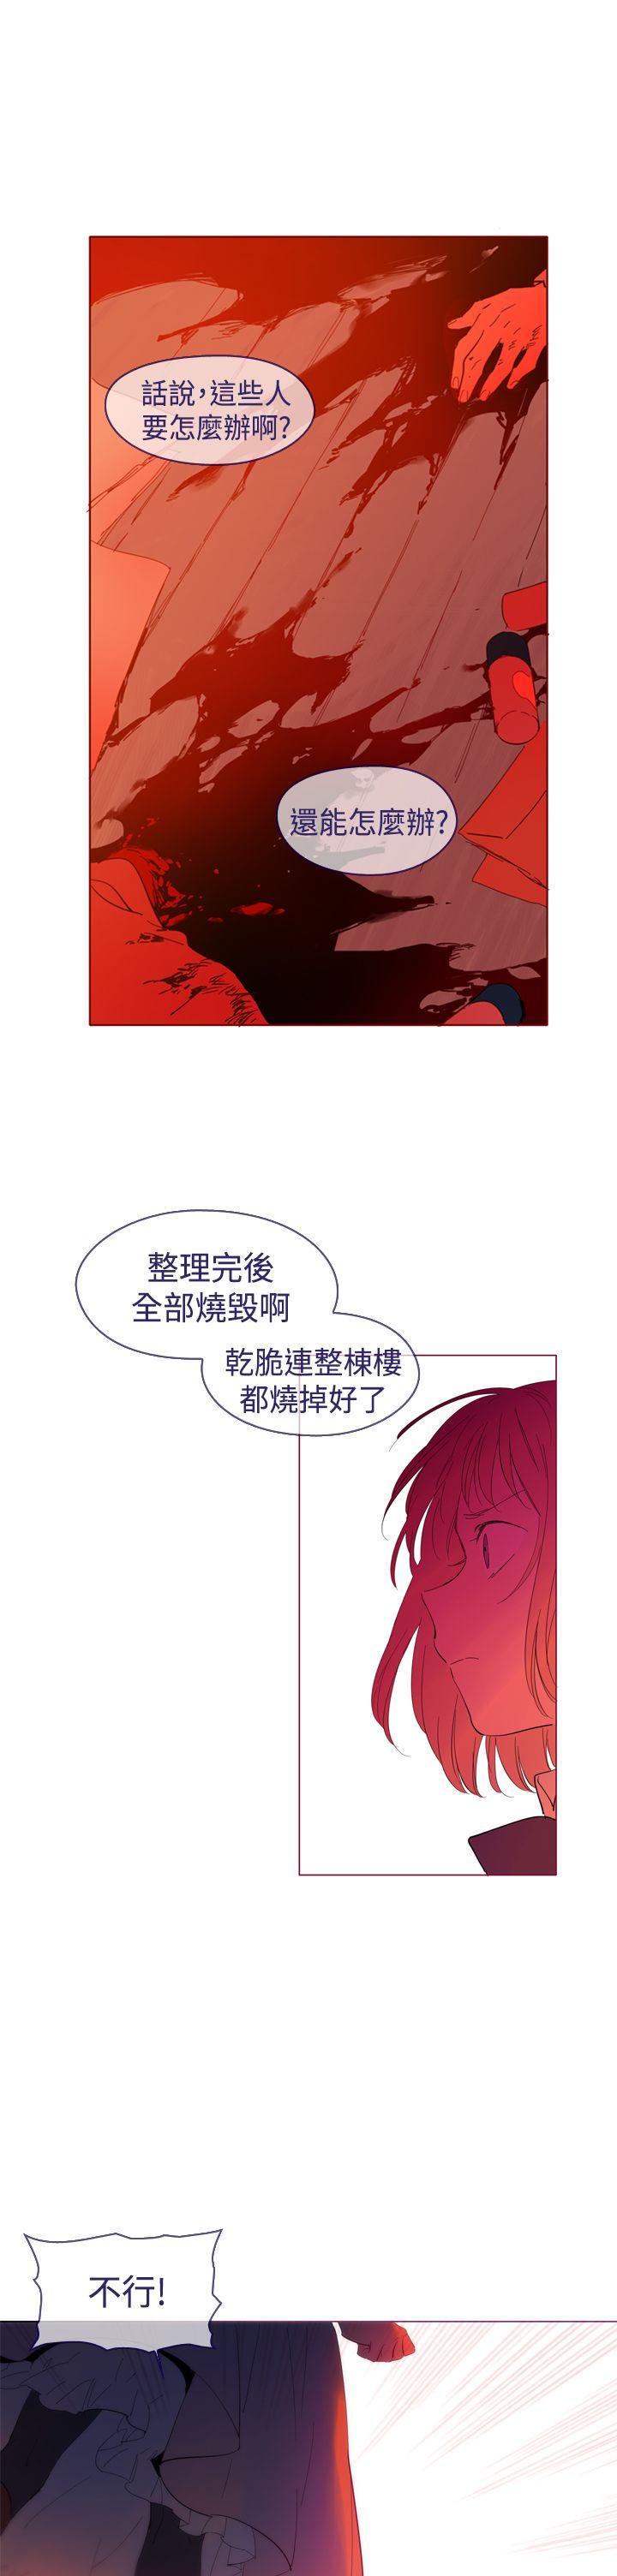 話說，這些人
要怎麼辦啊?
還能怎麼辦?
整理完後
全部燒毀啊
乾脆連整棟樓
都燒掉好了
不行!